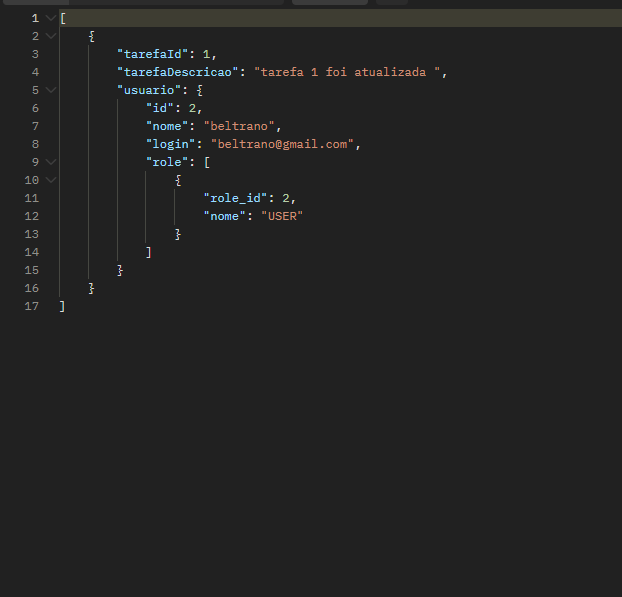 1 [
2 {
3 "tarefaId": 1,
4 "tarefaDescricao": "tarefa 1 foi atualizada ",
5 "usuario": {
6 "id": 2,
7 "nome": "beltrano",
8 "login": "beltrano@gmail.com",
9 "role": [
10 {
11 "role_id": 2,
12 "nome": "USER"
13 }
14 ]
15 }
16 }
17 ]